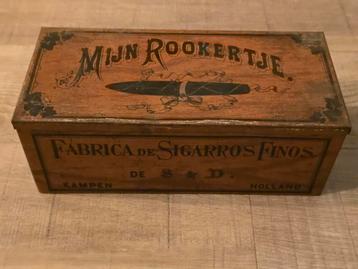 MIJN ROOKERTJE.
FABRICA DE SIGARROS FINOS
DE S & D.
KAMPEN HOLLAND